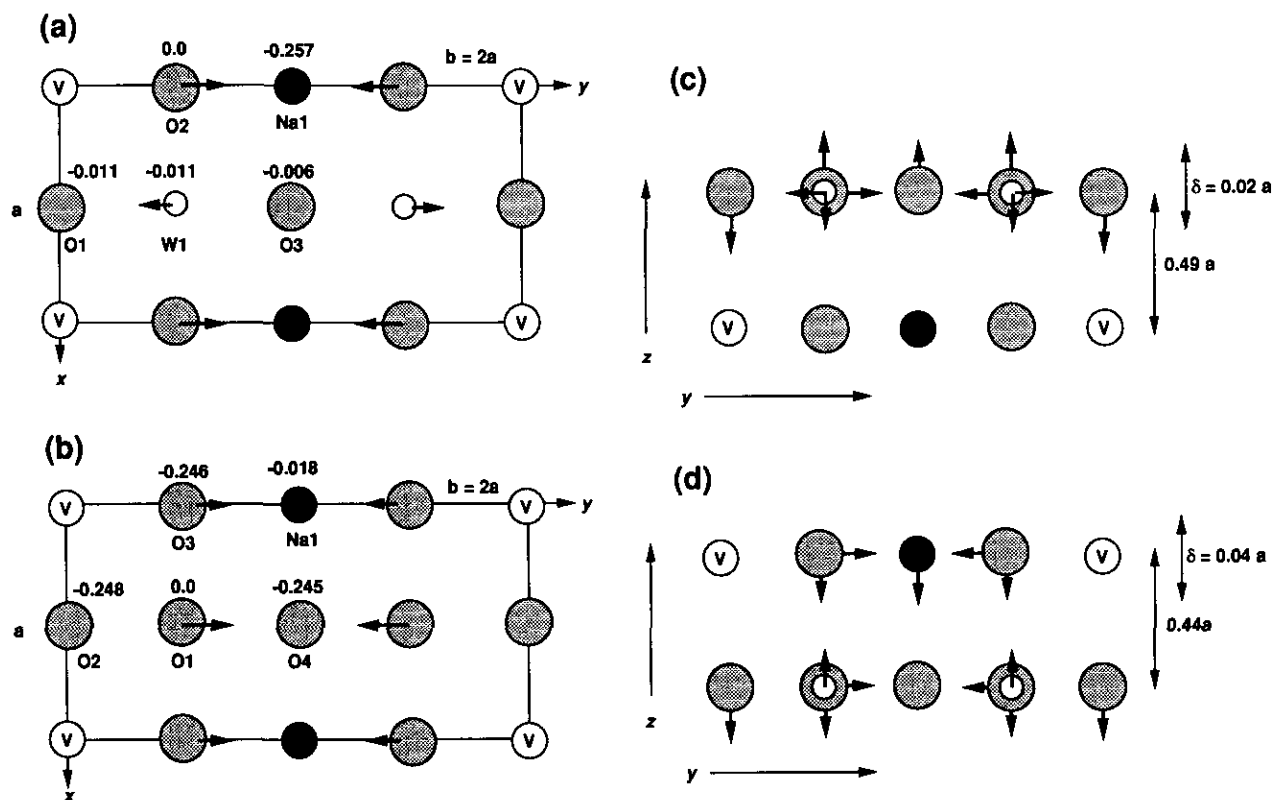 (a)
0.0 -0.257 b = 2a
V V y
O2 Na1
-0.011 -0.011 -0.006
a
O1 W1 O3
V V
x
(b)
-0.246 -0.018 b = 2a
V V y
O3 Na1
-0.248 0.0 -0.245
a
O2 O1 O4
V V
x
(c)
δ = 0.02 a
0.49 a
z
V V
y
(d)
V V
δ = 0.04 a
0.44a
z
y